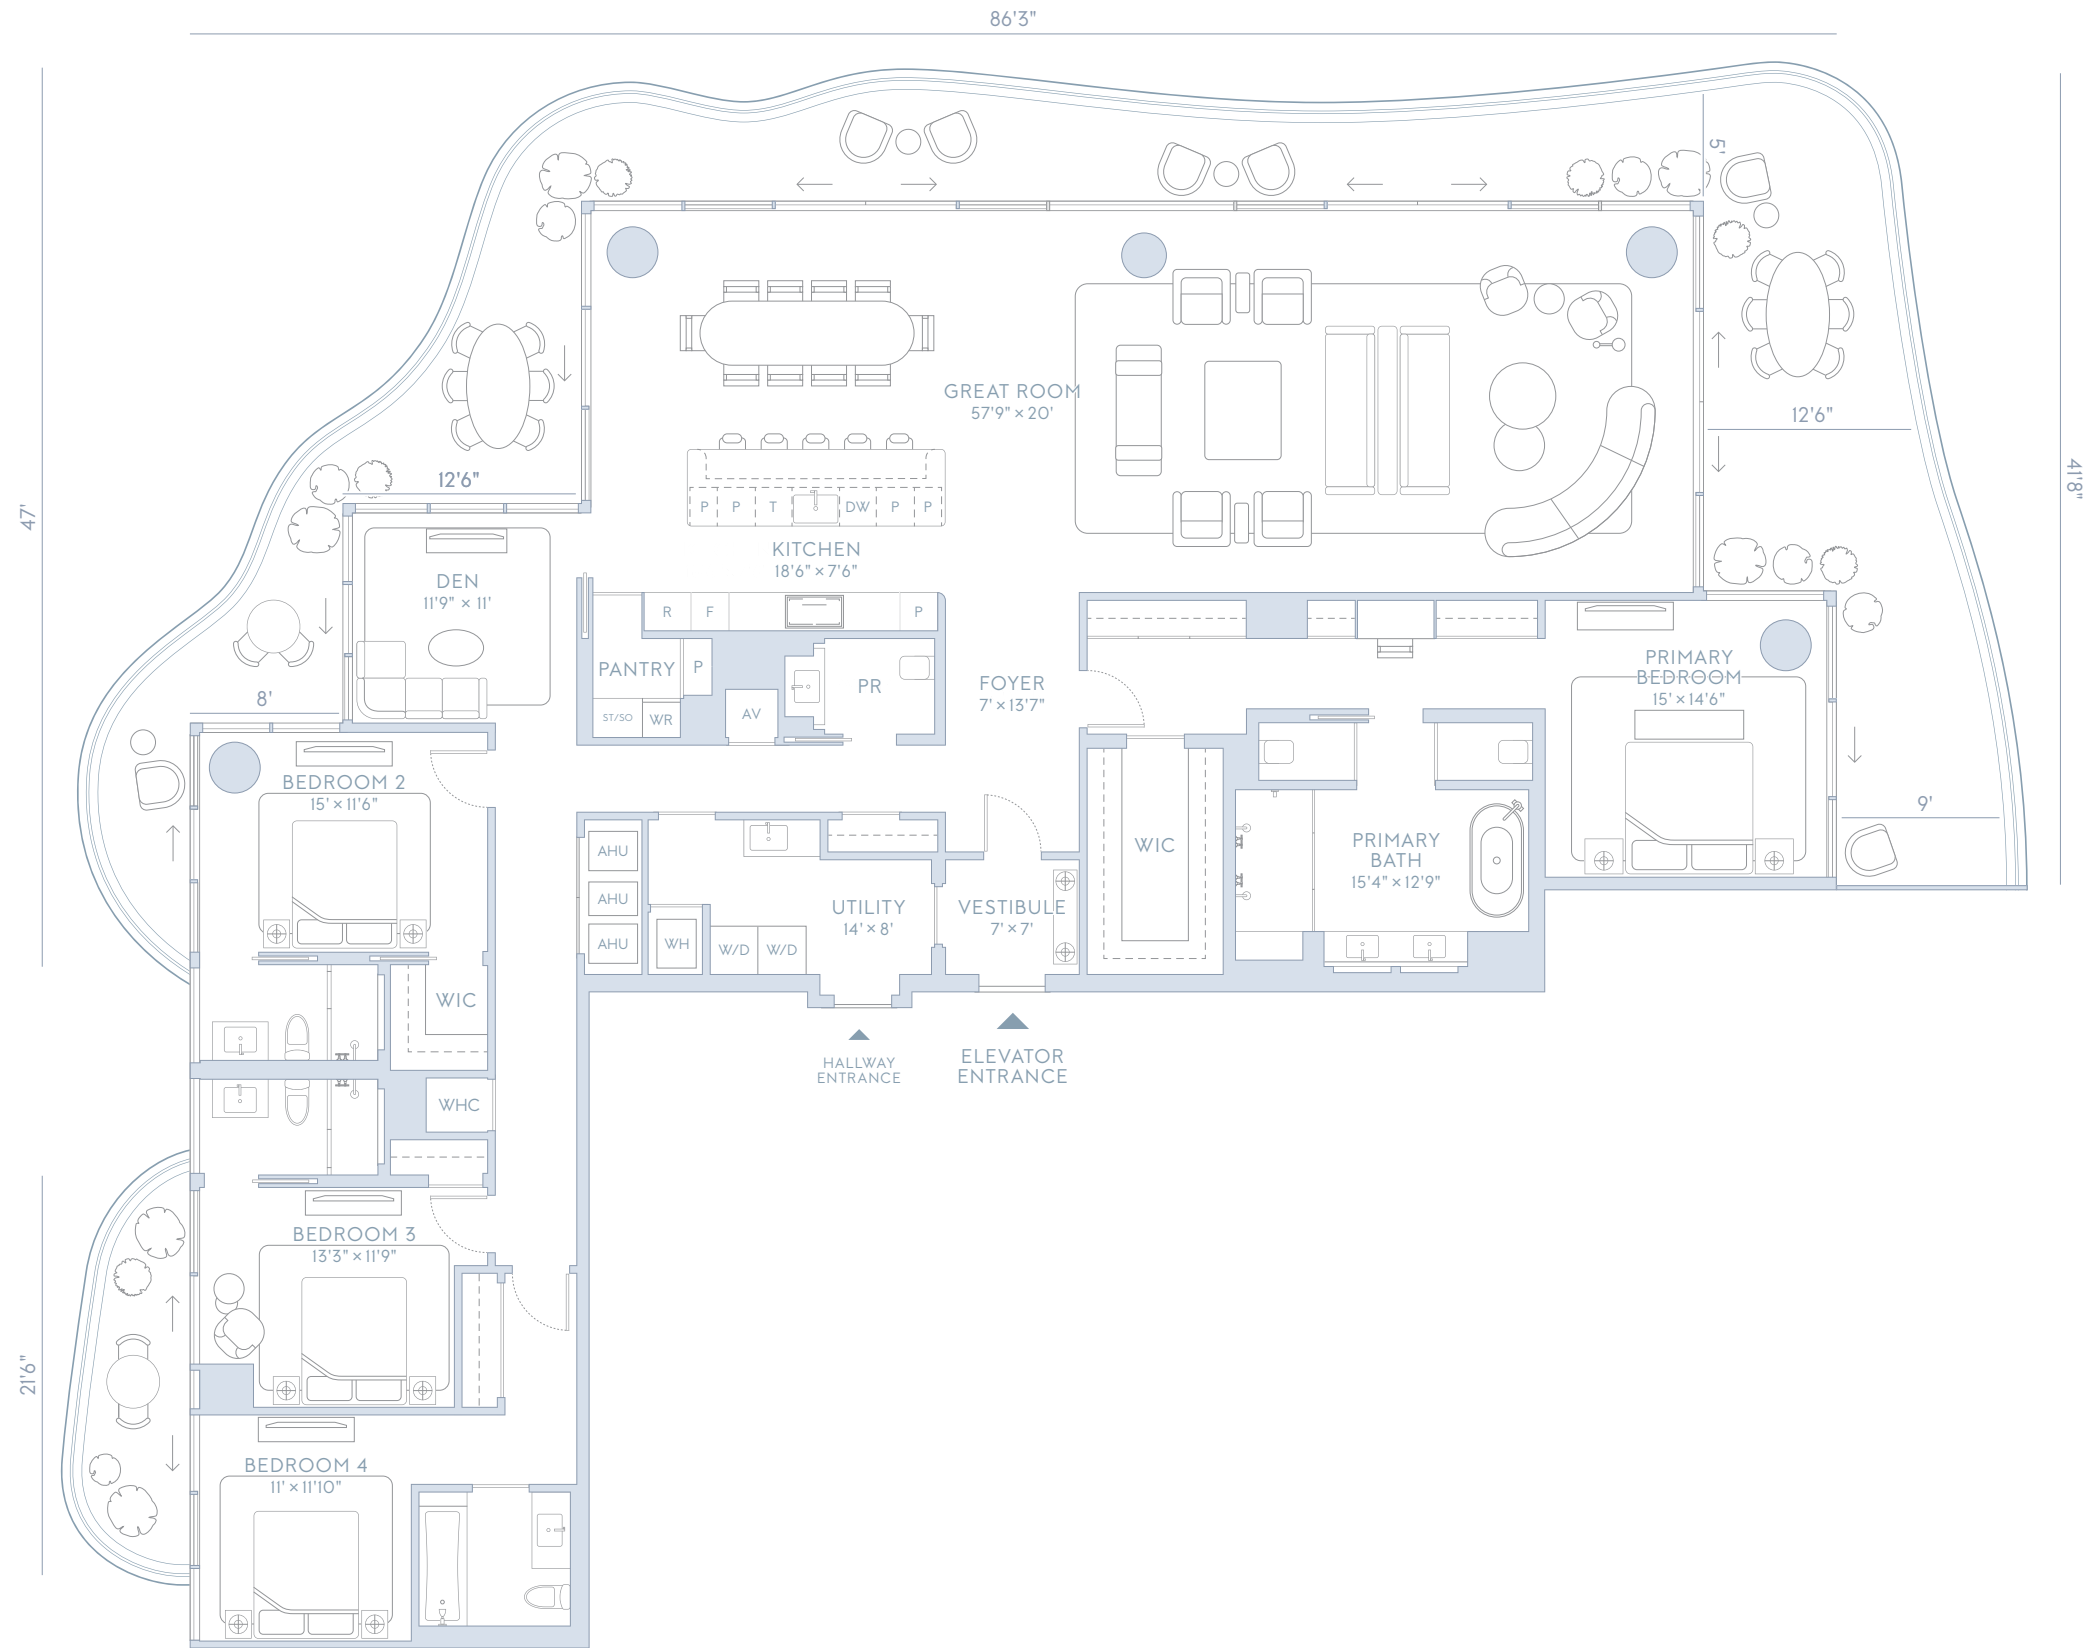 86'3"
5'
12'6"
GREAT ROOM
57'9" × 20'
12'6"
41'8"
47'
P
P
T
DW
P
P
KITCHEN
18'6" × 7'6"
DEN
11'9" × 11'
R
F
P
PANTRY
P
PR
FOYER
7' × 13'7"
PRIMARY
BEDROOM
15' × 14'6"
8'
ST/SO
WR
AV
BEDROOM 2
15' × 11'6"
9'
WIC
PRIMARY
BATH
15'4" × 12'9"
AHU
AHU
AHU
UTILITY
14' × 8'
VESTIBULE
7' × 7'
WH
W/D
W/D
WIC
HALLWAY
ENTRANCE
ELEVATOR
ENTRANCE
WHC
BEDROOM 3
13'3" × 11'9"
21'6"
BEDROOM 4
11' × 11'10"